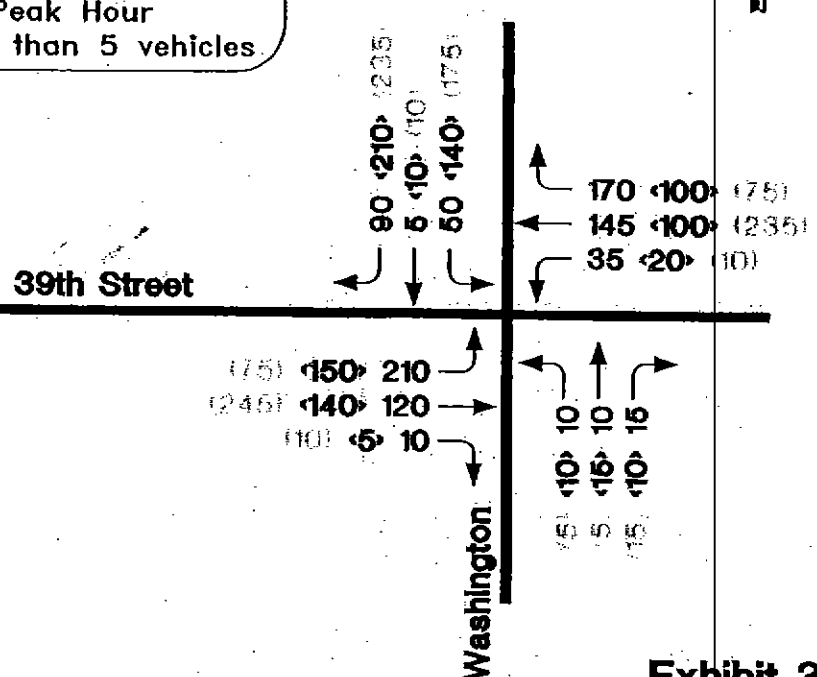 Peak Hour
than 5 vehicles
90 <210> (235)
5 <10> (10)
50 <140> (175)
170 <100> (75)
145 <100> (235)
35 <20> (10)
39th Street
(75) <150> 210
(245) <140> 120
(10) <5> 10
(5) <10> 10
5 <15> 10
(15) <10> 15
Washington
Exhibit 3